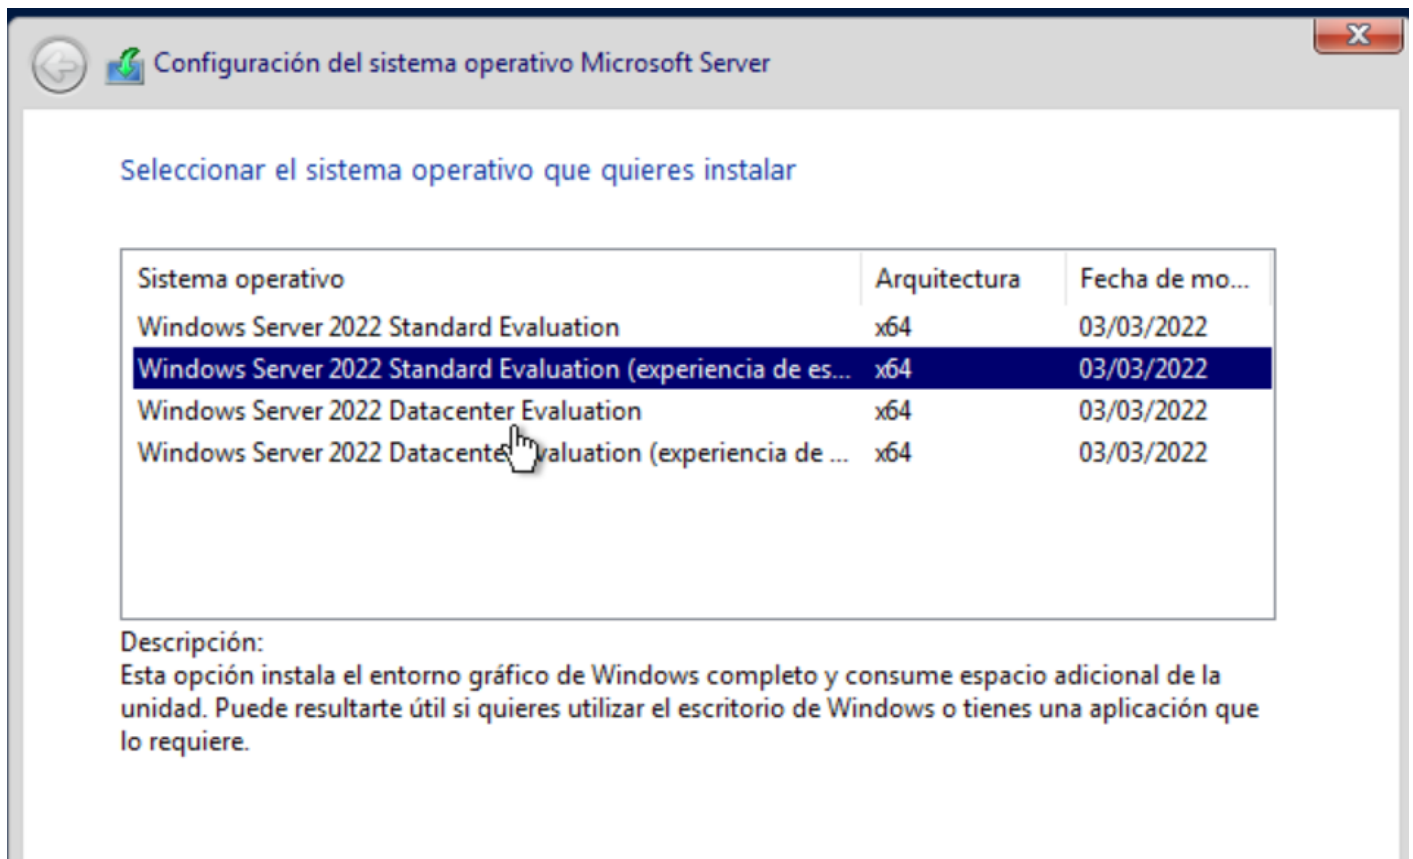 Configuración del sistema operativo Microsoft Server
Seleccionar el sistema operativo que quieres instalar
Sistema operativo Arquitectura Fecha de mo...
Windows Server 2022 Standard Evaluation x64 03/03/2022
Windows Server 2022 Standard Evaluation (experiencia de es... x64 03/03/2022
Windows Server 2022 Datacenter Evaluation x64 03/03/2022
Windows Server 2022 Datacenter Evaluation (experiencia de ... x64 03/03/2022
Descripción:
Esta opción instala el entorno gráfico de Windows completo y consume espacio adicional de la
unidad. Puede resultarte útil si quieres utilizar el escritorio de Windows o tienes una aplicación que
lo requiere.